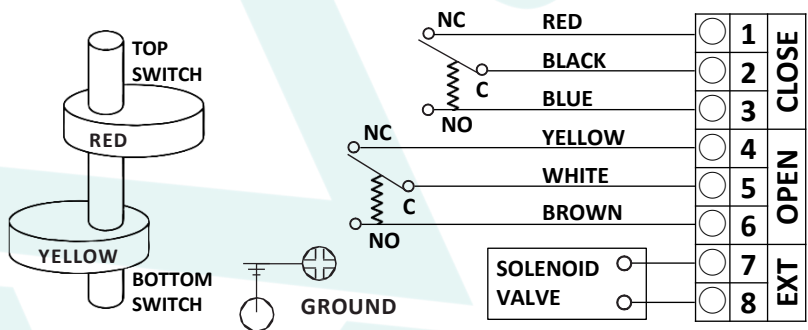 TOP
SWITCH
RED
YELLOW
BOTTOM
SWITCH
GROUND
NC
RED
BLACK
C
BLUE
NO
NC
YELLOW
WHITE
C
BROWN
NO
SOLENOID
VALVE
1
2
3
4
5
6
7
8
CLOSE
OPEN
EXT